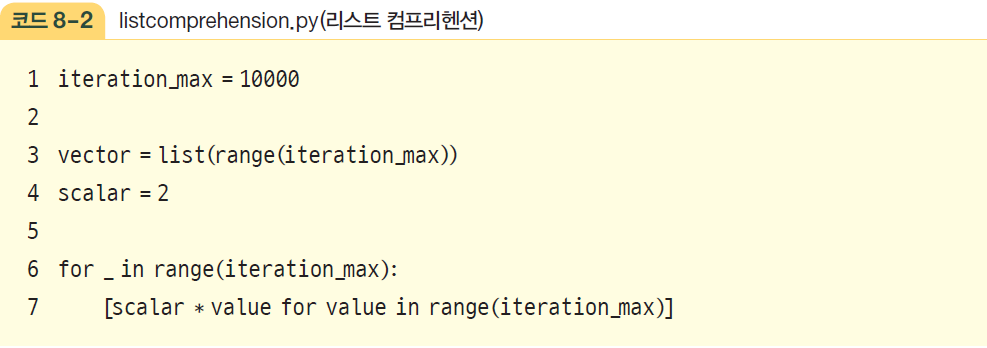 코드 8-2 listcomprehension.py(리스트 컴프리헨션)
1 iteration_max = 10000
2
3 vector = list(range(iteration_max))
4 scalar = 2
5
6 for _ in range(iteration_max):
7     [scalar * value for value in range(iteration_max)]